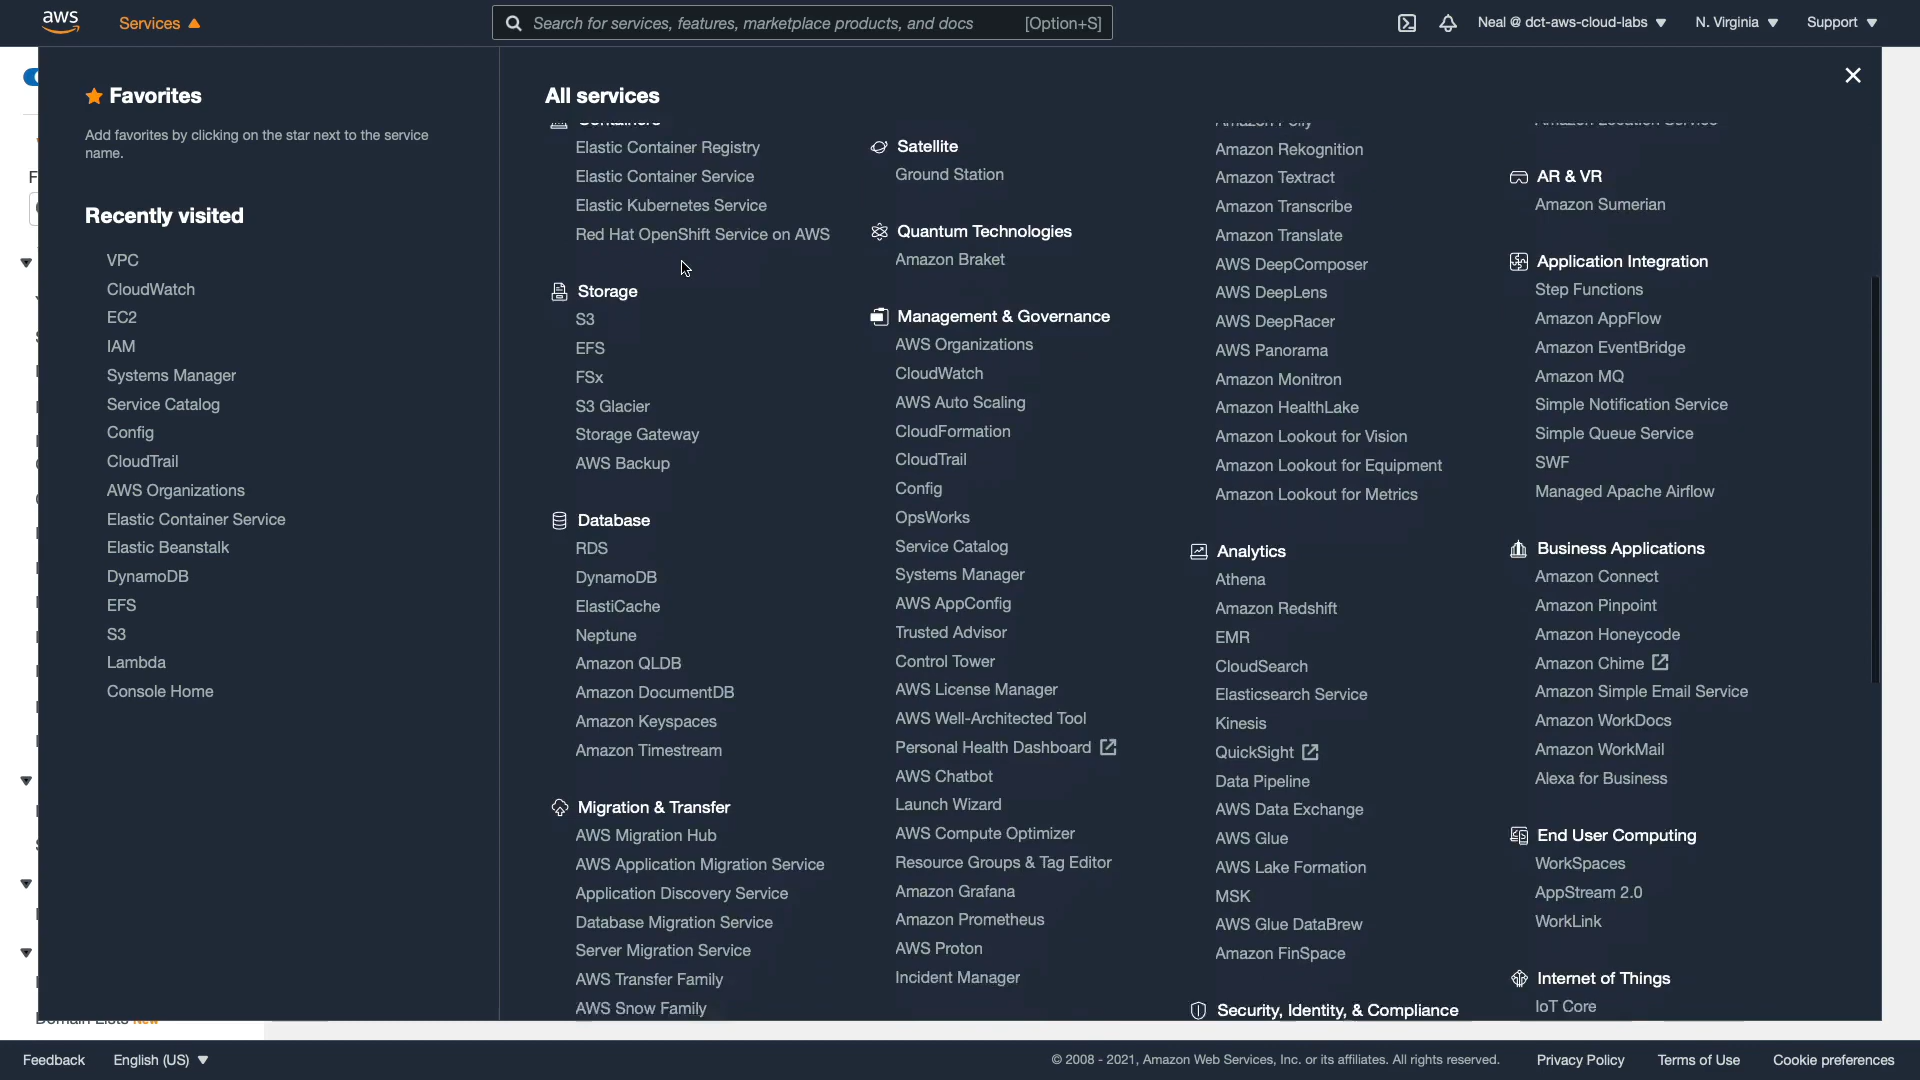 aws
Services
Search for services, features, marketplace products, and docs [Option+S]
Neal @ dct-aws-cloud-labs
N. Virginia
Support
Favorites
Add favorites by clicking on the star next to the service
name.
Recently visited
VPC
CloudWatch
EC2
IAM
Systems Manager
Service Catalog
Config
CloudTrail
AWS Organizations
Elastic Container Service
Elastic Beanstalk
DynamoDB
EFS
S3
Lambda
Console Home
All services
Containers
Elastic Container Registry
Elastic Container Service
Elastic Kubernetes Service
Red Hat OpenShift Service on AWS
Storage
S3
EFS
FSx
S3 Glacier
Storage Gateway
AWS Backup
Database
RDS
DynamoDB
ElastiCache
Neptune
Amazon QLDB
Amazon DocumentDB
Amazon Keyspaces
Amazon Timestream
Migration & Transfer
AWS Migration Hub
AWS Application Migration Service
Application Discovery Service
Database Migration Service
Server Migration Service
AWS Transfer Family
AWS Snow Family
Satellite
Ground Station
Quantum Technologies
Amazon Braket
Management & Governance
AWS Organizations
CloudWatch
AWS Auto Scaling
CloudFormation
CloudTrail
Config
OpsWorks
Service Catalog
Systems Manager
AWS AppConfig
Trusted Advisor
Control Tower
AWS License Manager
AWS Well-Architected Tool
Personal Health Dashboard
AWS Chatbot
Launch Wizard
AWS Compute Optimizer
Resource Groups & Tag Editor
Amazon Grafana
Amazon Prometheus
AWS Proton
Incident Manager
Amazon Polly
Amazon Rekognition
Amazon Textract
Amazon Transcribe
Amazon Translate
AWS DeepComposer
AWS DeepLens
AWS DeepRacer
AWS Panorama
Amazon Monitron
Amazon HealthLake
Amazon Lookout for Vision
Amazon Lookout for Equipment
Amazon Lookout for Metrics
Analytics
Athena
Amazon Redshift
EMR
CloudSearch
Elasticsearch Service
Kinesis
QuickSight
Data Pipeline
AWS Data Exchange
AWS Glue
AWS Lake Formation
MSK
AWS Glue DataBrew
Amazon FinSpace
Security, Identity, & Compliance
Amazon Location Service
AR & VR
Amazon Sumerian
Application Integration
Step Functions
Amazon AppFlow
Amazon EventBridge
Amazon MQ
Simple Notification Service
Simple Queue Service
SWF
Managed Apache Airflow
Business Applications
Amazon Connect
Amazon Pinpoint
Amazon Honeycode
Amazon Chime
Amazon Simple Email Service
Amazon WorkDocs
Amazon WorkMail
Alexa for Business
End User Computing
WorkSpaces
AppStream 2.0
WorkLink
Internet of Things
IoT Core
Domain Lists New
Feedback
English (US)
© 2008 - 2021, Amazon Web Services, Inc. or its affiliates. All rights reserved.
Privacy Policy
Terms of Use
Cookie preferences